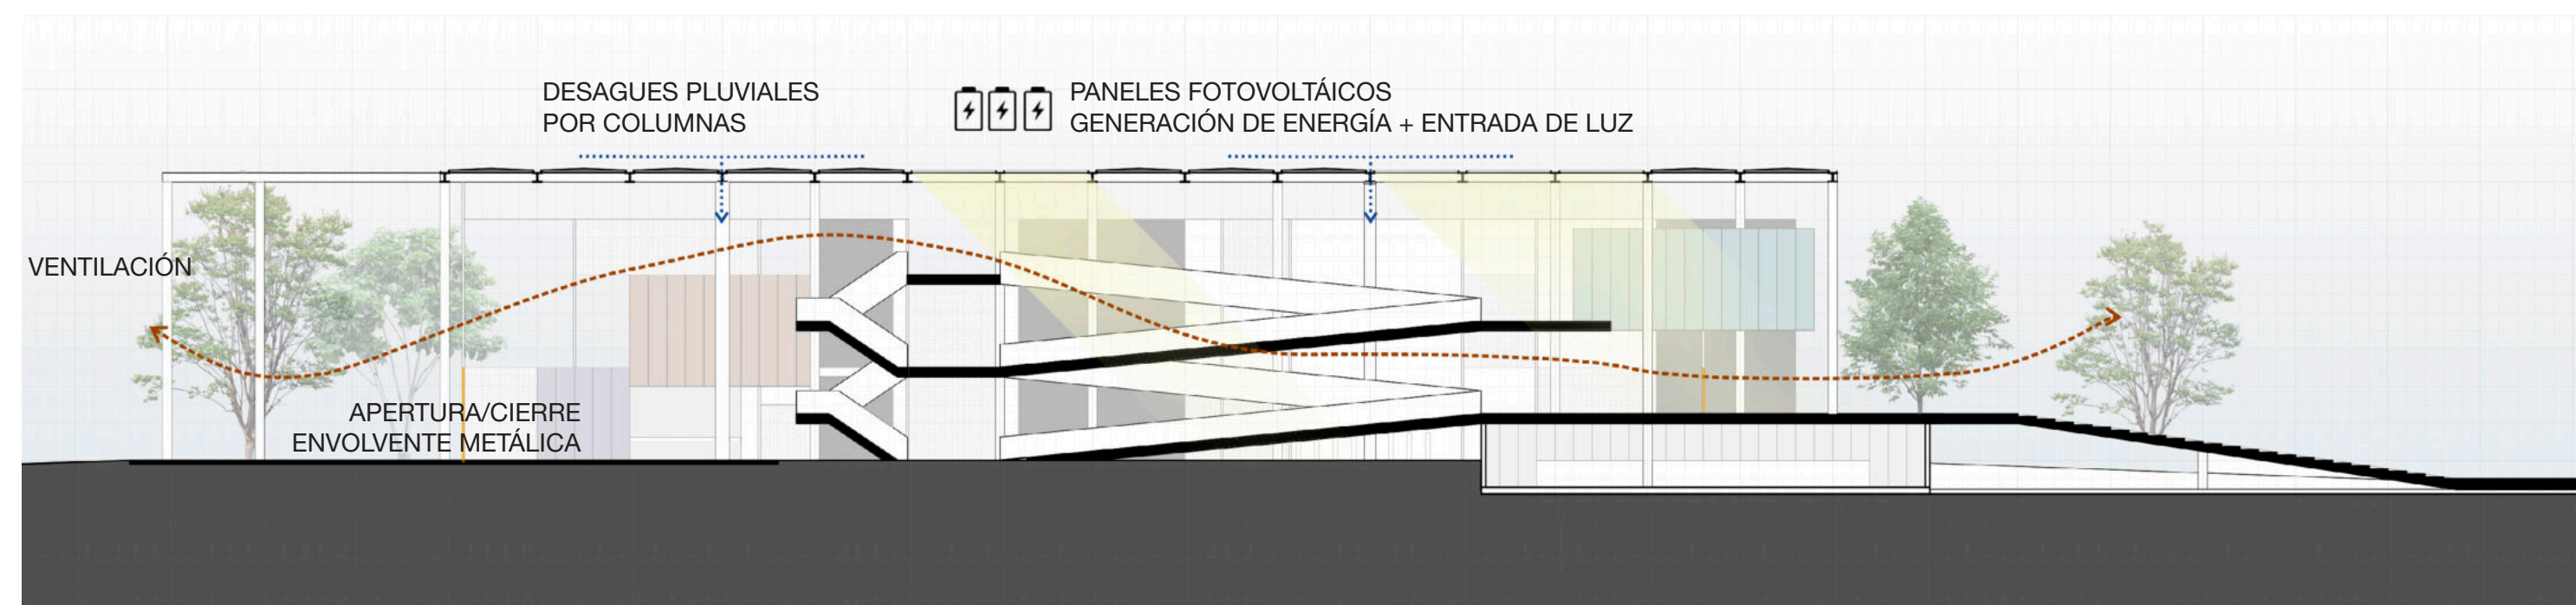 DESAGUES PLUVIALES
POR COLUMNAS
PANELES FOTOVOLTÁICOS
GENERACIÓN DE ENERGÍA + ENTRADA DE LUZ
VENTILACIÓN
APERTURA/CIERRE
ENVOLVENTE METÁLICA